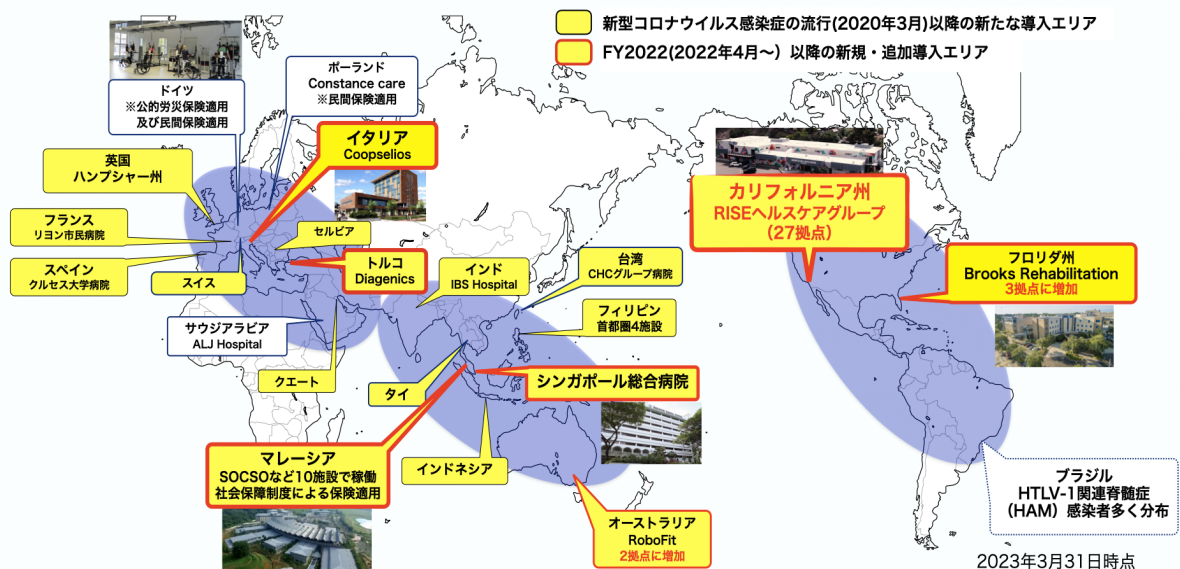 新型コロナウイルス感染症の流行(2020年3月)以降の新たな導入エリア
FY2022(2022年4月〜）以降の新規・追加導入エリア
ドイツ
※公的労災保険適用
及び民間保険適用
ポーランド
Constance care
※民間保険適用
イタリア
Coopselios
英国
ハンプシャー州
フランス
リヨン市民病院
スペイン
クルセス大学病院
スイス
セルビア
トルコ
Diagenics
サウジアラビア
ALJ Hospital
クエート
インド
IBS Hospital
台湾
CHCグループ病院
フィリピン
首都圏4施設
タイ
シンガポール総合病院
マレーシア
SOCSOなど10施設で稼働
社会保障制度による保険適用
インドネシア
オーストラリア
RoboFit
2拠点に増加
カリフォルニア州
RISEヘルスケアグループ
（27拠点）
フロリダ州
Brooks Rehabilitation
3拠点に増加
ブラジル
HTLV-1関連脊髄症
（HAM）感染者多く分布
2023年3月31日時点